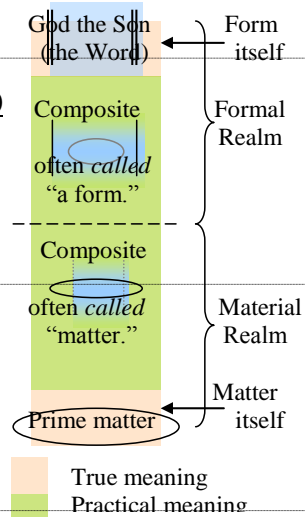 God the Son
(the Word)
Form
itself
)
Composite
often called
“a form.”
Formal
Realm
Composite
often called
“matter.”
Material
Realm
Matter
itself
Prime matter
True meaning
Practical meaning